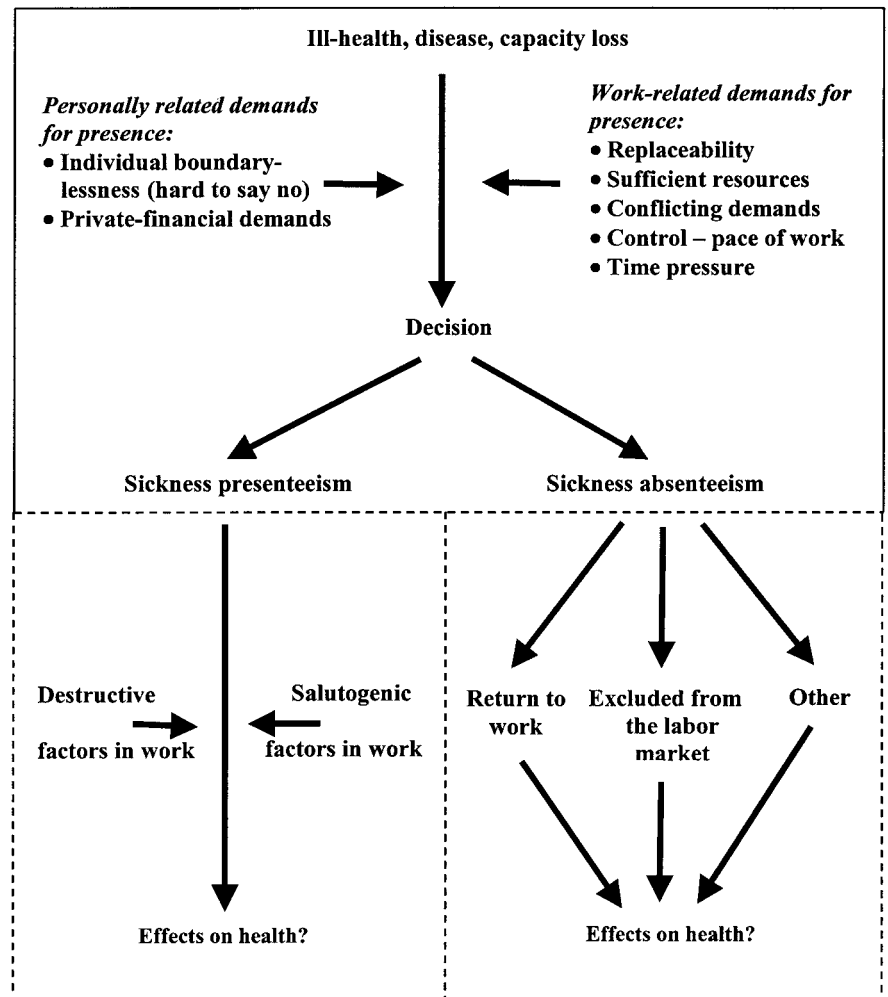 Ill-health, disease, capacity loss
Personally related demands
for presence:
• Individual boundary-
lessness (hard to say no)
• Private-financial demands
Work-related demands for
presence:
• Replaceability
• Sufficient resources
• Conflicting demands
• Control – pace of work
• Time pressure
Decision
Sickness presenteeism
Sickness absenteeism
Destructive
factors in work
Salutogenic
factors in work
Effects on health?
Return to
work
Excluded from
the labor
market
Other
Effects on health?